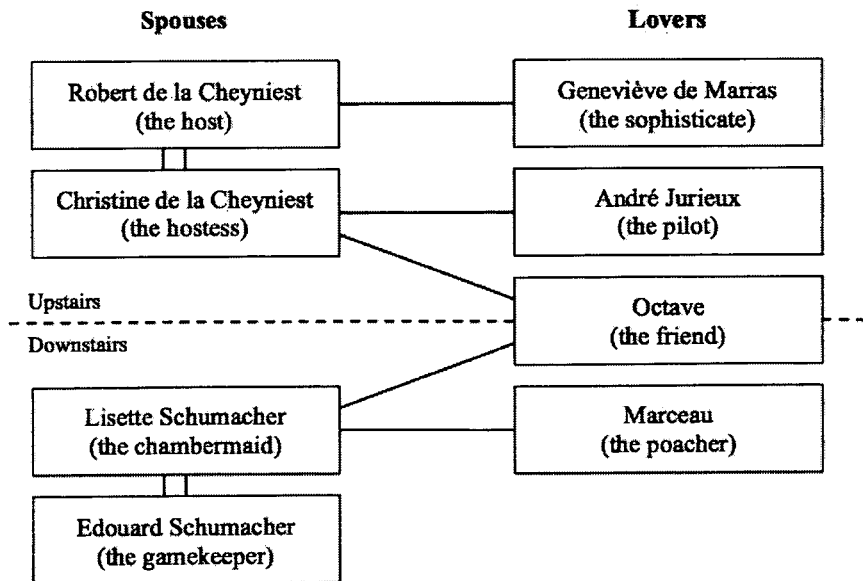 Spouses
Lovers
Robert de la Cheyniest
(the host)
Geneviève de Marras
(the sophisticate)
Christine de la Cheyniest
(the hostess)
André Jurieux
(the pilot)
Octave
(the friend)
Upstairs
Downstairs
Lisette Schumacher
(the chambermaid)
Marceau
(the poacher)
Edouard Schumacher
(the gamekeeper)